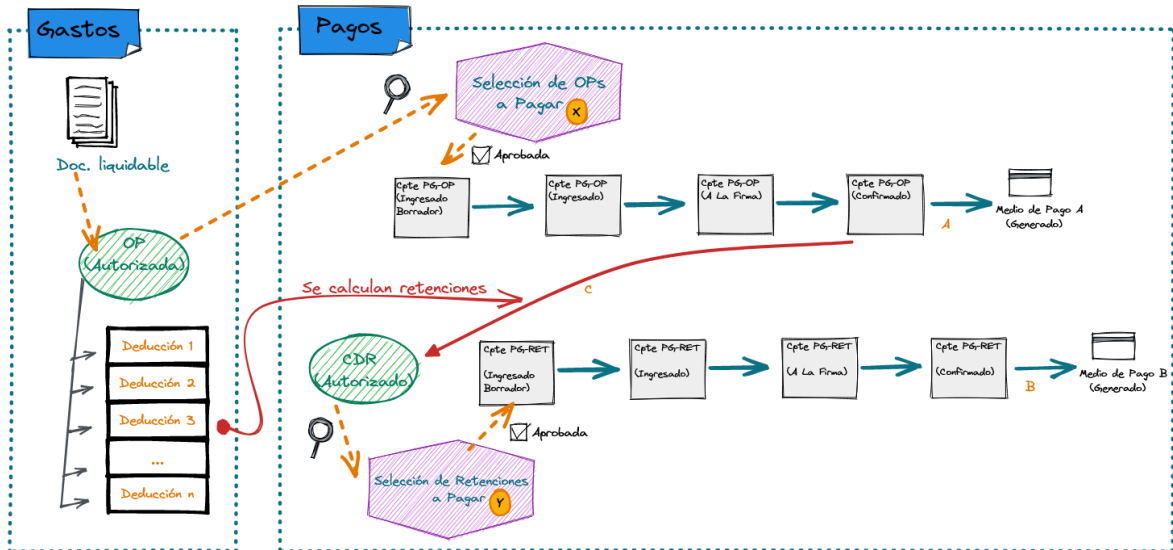 Gastos
Doc. liquidable
OP
(Autorizada)
Deducción 1
Deducción 2
Deducción 3
...
Deducción n
Pagos
Selección de OPs
a Pagar X
Aprobada
Cpte PG-OP
(Ingresado
Borrador)
Cpte PG-OP
(Ingresado)
Cpte PG-OP
(A La Firma)
Cpte PG-OP
(Confirmado)
A
Medio de Pago A
(Generado)
Se calculan retenciones
C
CDR
(Autorizado)
Cpte PG-RET
(Ingresado
Borrador)
Cpte PG-RET
(Ingresado)
Cpte PG-RET
(A La Firma)
Cpte PG-RET
(Confirmado)
B
Medio de Pago B
(Generado)
Aprobada
Selección de Retenciones
a Pagar Y